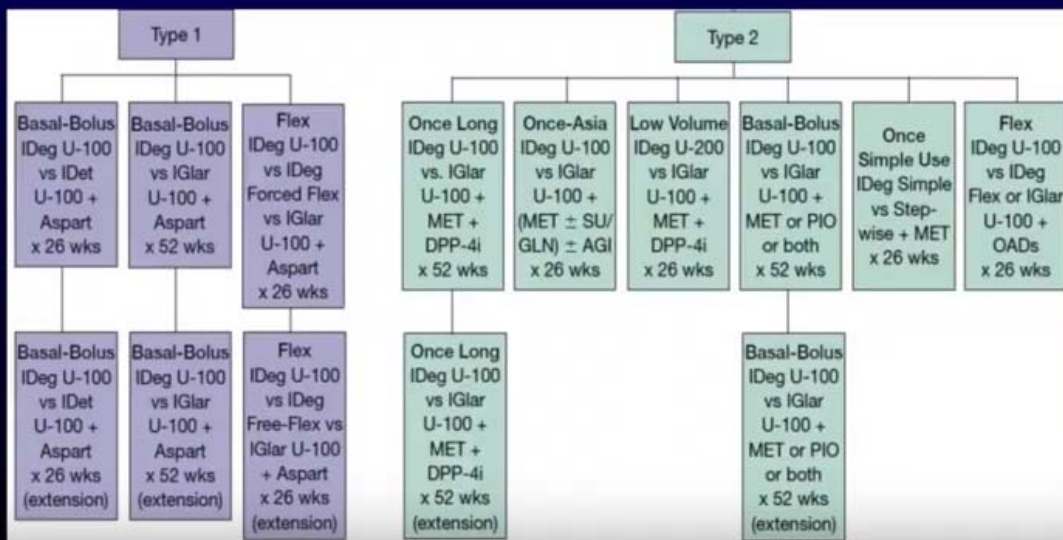 Type 1
Type 2
Basal-Bolus
IDeg U-100
vs IDet
U-100 +
Aspart
x 26 wks
Basal-Bolus
IDeg U-100
vs IGlar
U-100 +
Aspart
x 52 wks
Flex
IDeg U-100
vs IDeg
Forced Flex
vs IGlar
U-100 +
Aspart
x 26 wks
Once Long
IDeg U-100
vs. IGlar
U-100 +
MET +
DPP-4i
x 52 wks
Once-Asia
IDeg U-100
vs IGlar
U-100 +
(MET ± SU/
GLN) ± AGI
x 26 wks
Low Volume
IDeg U-200
vs IGlar
U-100 +
MET +
DPP-4i
x 26 wks
Basal-Bolus
IDeg U-100
vs IGlar
U-100 +
MET or PIO
or both
x 52 wks
Once
Simple Use
IDeg Simple
vs Step-
wise + MET
x 26 wks
Flex
IDeg U-100
vs IDeg
Flex or IGlar
U-100 +
OADs
x 26 wks
Basal-Bolus
IDeg U-100
vs IDet
U-100 +
Aspart
x 26 wks
(extension)
Basal-Bolus
IDeg U-100
vs IGlar
U-100 +
Aspart
x 52 wks
(extension)
Flex
IDeg U-100
vs IDeg
Free-Flex vs
IGlar U-100
+ Aspart
x 26 wks
(extension)
Once Long
IDeg U-100
vs IGlar
U-100 +
MET +
DPP-4i
x 52 wks
(extension)
Basal-Bolus
IDeg U-100
vs IGlar
U-100 +
MET or PIO
or both
x 52 wks
(extension)